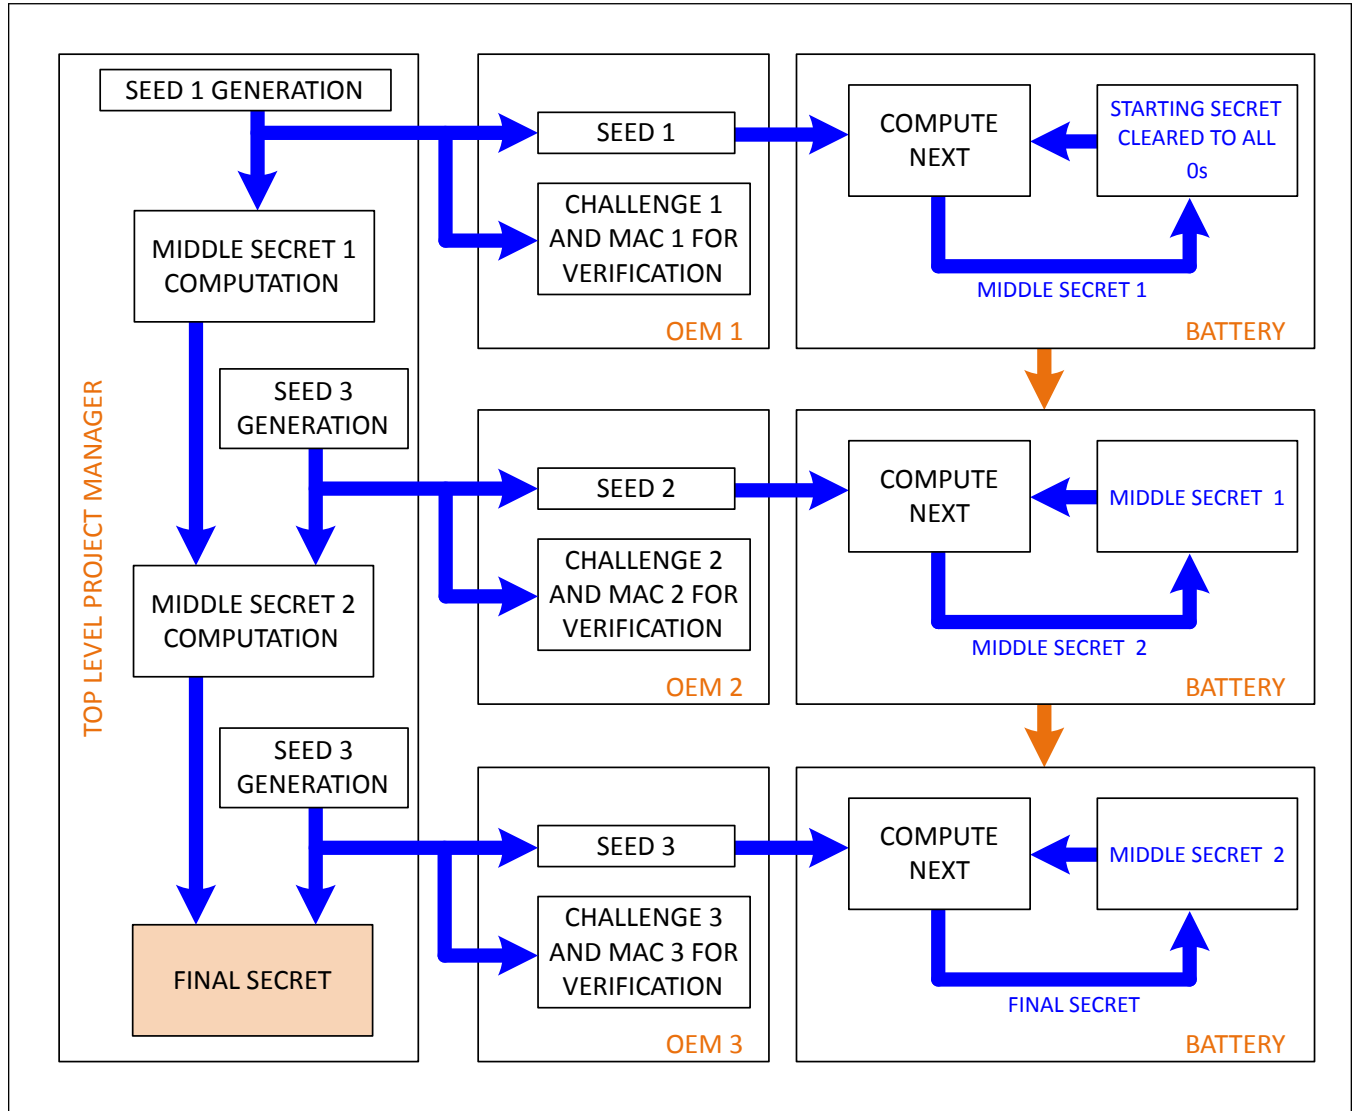 SEED 1 GENERATION
MIDDLE SECRET 1
COMPUTATION
SEED 3
GENERATION
MIDDLE SECRET 2
COMPUTATION
SEED 3
GENERATION
FINAL SECRET
TOP LEVEL PROJECT MANAGER
SEED 1
CHALLENGE 1
AND MAC 1 FOR
VERIFICATION
OEM 1
COMPUTE
NEXT
STARTING SECRET
CLEARED TO ALL
0s
MIDDLE SECRET 1
BATTERY
SEED 2
CHALLENGE 2
AND MAC 2 FOR
VERIFICATION
OEM 2
COMPUTE
NEXT
MIDDLE SECRET 1
MIDDLE SECRET 2
BATTERY
SEED 3
CHALLENGE 3
AND MAC 3 FOR
VERIFICATION
OEM 3
COMPUTE
NEXT
MIDDLE SECRET 2
FINAL SECRET
BATTERY